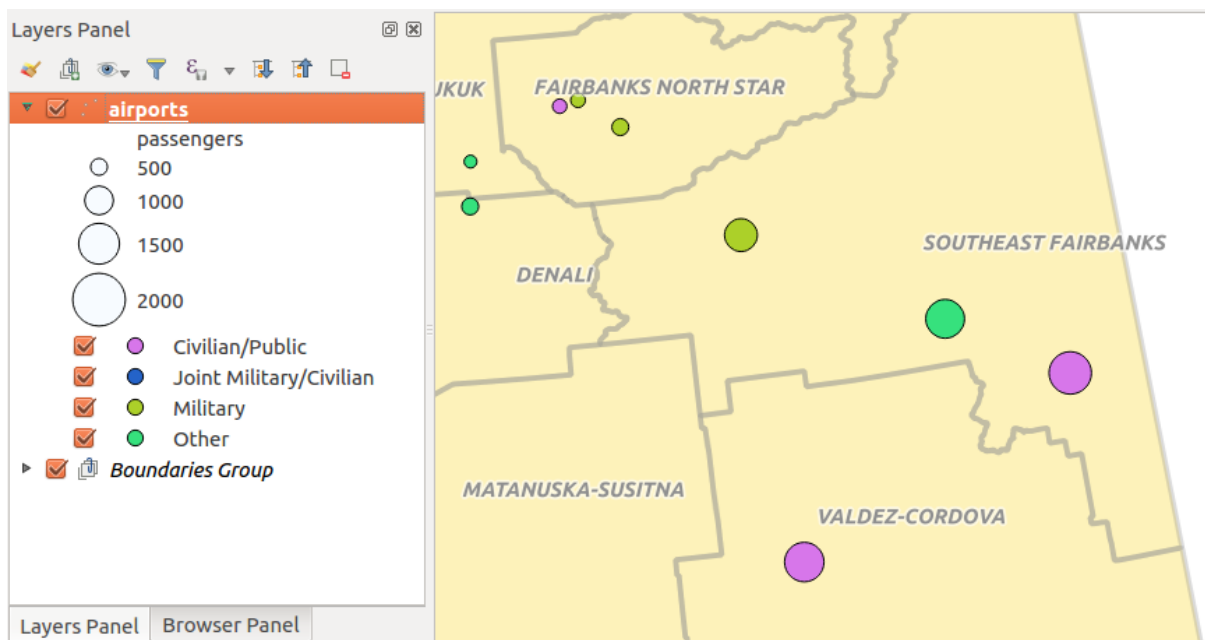 Layers Panel
airports
passengers
500
1000
1500
2000
Civilian/Public
Joint Military/Civilian
Military
Other
Boundaries Group
Layers Panel
Browser Panel
UKUK
FAIRBANKS NORTH STAR
SOUTHEAST FAIRBANKS
DENALI
MATANUSKA-SUSITNA
VALDEZ-CORDOVA